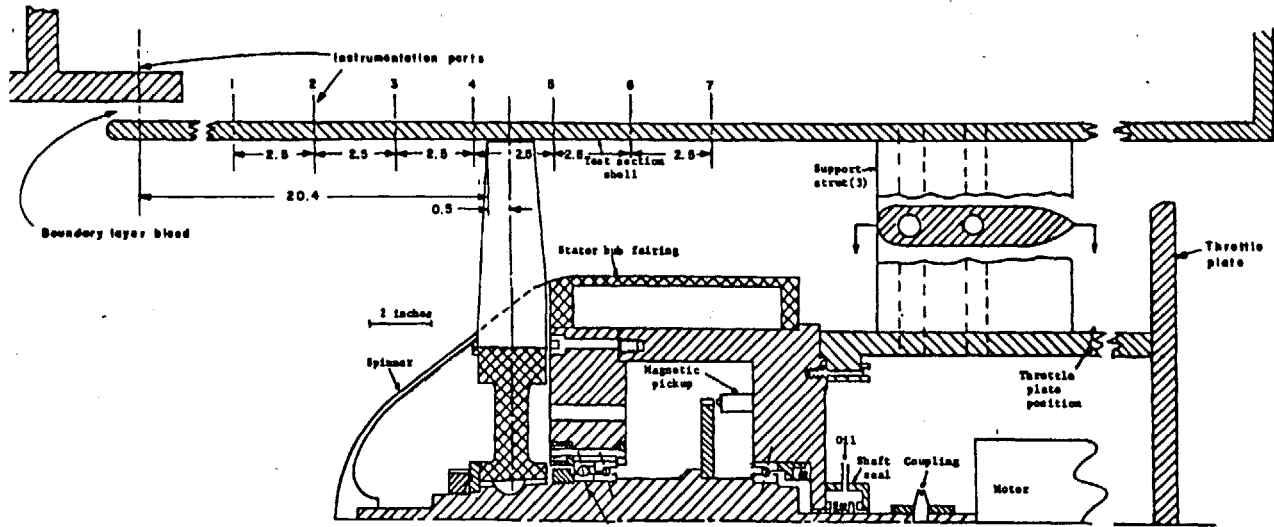 Instrumentation ports
1 2 3 4 5 6 7
2.5 2.5 2.5 2.5 2.5 2.5
Test section
shell
20.4
0.5
Boundary layer bleed
Support
strut(3)
Throttle
plate
Stator hub fairing
2 inches
Spinner
Magnetic
pickup
Throttle
plate
position
Oil
Shaft
seal
Coupling
Motor